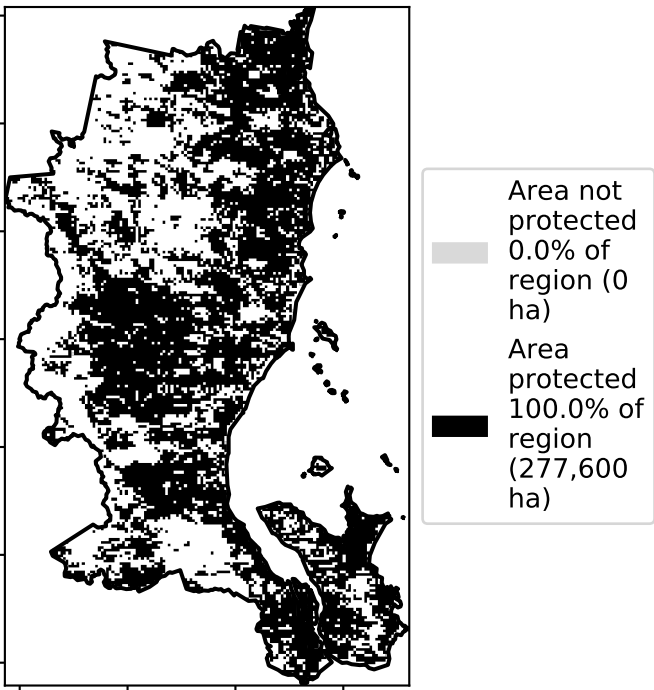 Area not
protected
0.0% of
region (0
ha)
Area
protected
100.0% of
region
(277,600
ha)